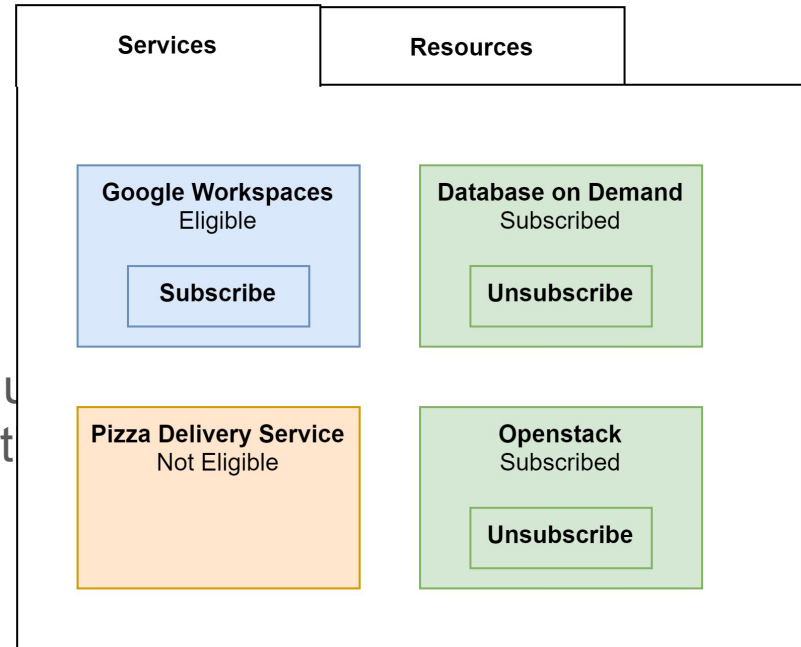 Services
Resources
Google Workspaces
Eligible
Subscribe
Database on Demand
Subscribed
Unsubscribe
Pizza Delivery Service
Not Eligible
Openstack
Subscribed
Unsubscribe